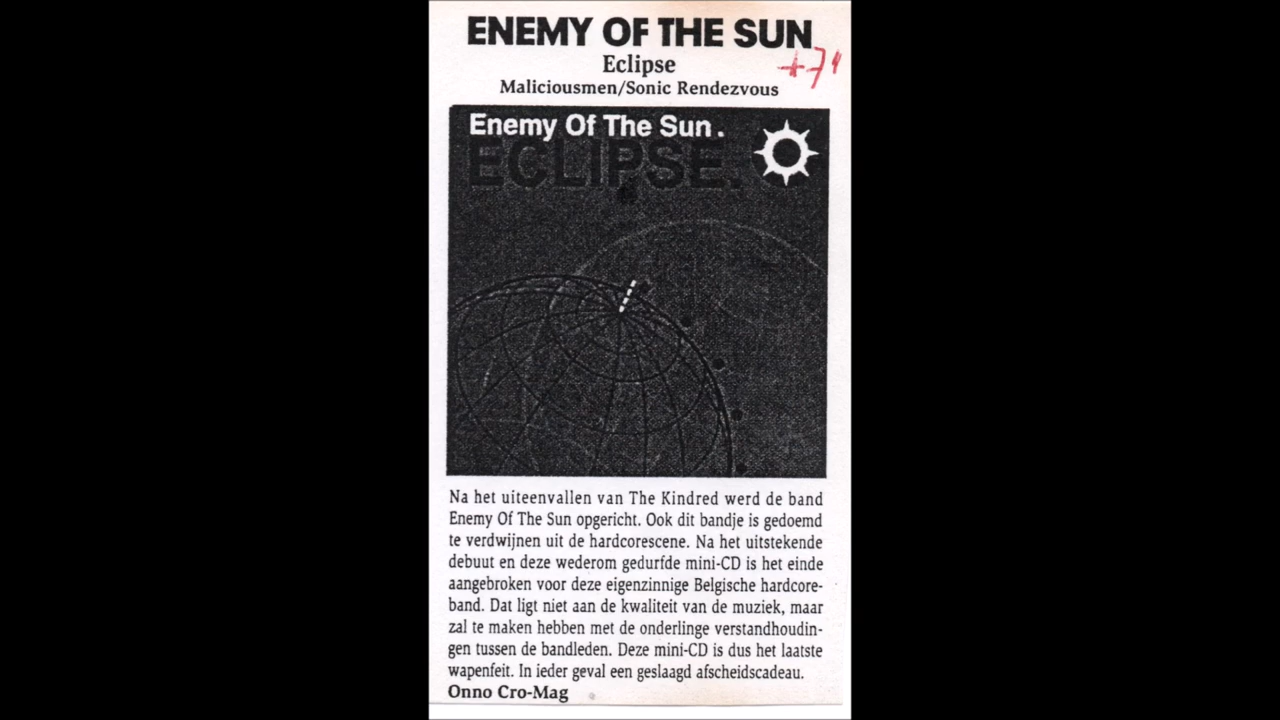 ENEMY OF THE SUN
Eclipse
+7"
Maliciousmen/Sonic Rendezvous
Enemy Of The Sun.
ECLIPSE.
Na het uiteenvallen van The Kindred werd de band
Enemy Of The Sun opgericht. Ook dit bandje is gedoemd
te verdwijnen uit de hardcorescene. Na het uitstekende
debuut en deze wederom gedurfde mini-CD is het einde
aangebroken voor deze eigenzinnige Belgische hardcore-
band. Dat ligt niet aan de kwaliteit van de muziek, maar
zal te maken hebben met de onderlinge verstandhoudin-
gen tussen de bandleden. Deze mini-CD is dus het laatste
wapenfeit. In ieder geval een geslaagd afscheidscadeau.
Onno Cro-Mag